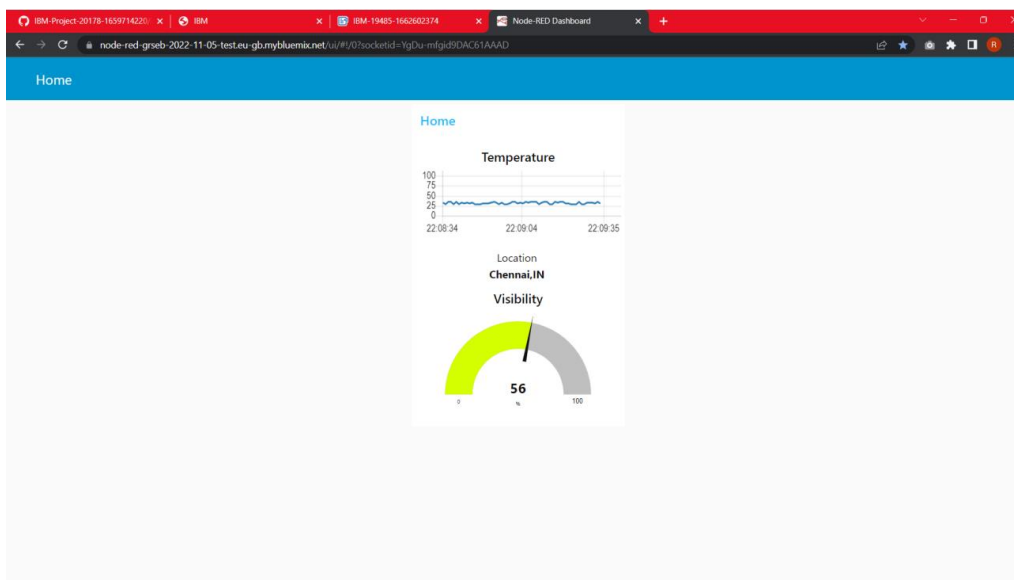 IBM-Project-20178-1659714220/
IBM
IBM-19485-1662602374
Node-RED Dashboard
node-red-grseb-2022-11-05-test.eu-gb.mybluemix.net/ui/#!/0?socketid=YgDu-mfgid9DAC61AAAD
R
Home
Home
Temperature
100
75
50
25
0
22:08:34 22:09:04 22:09:35
Location
Chennai,IN
Visibility
56
0 % 100